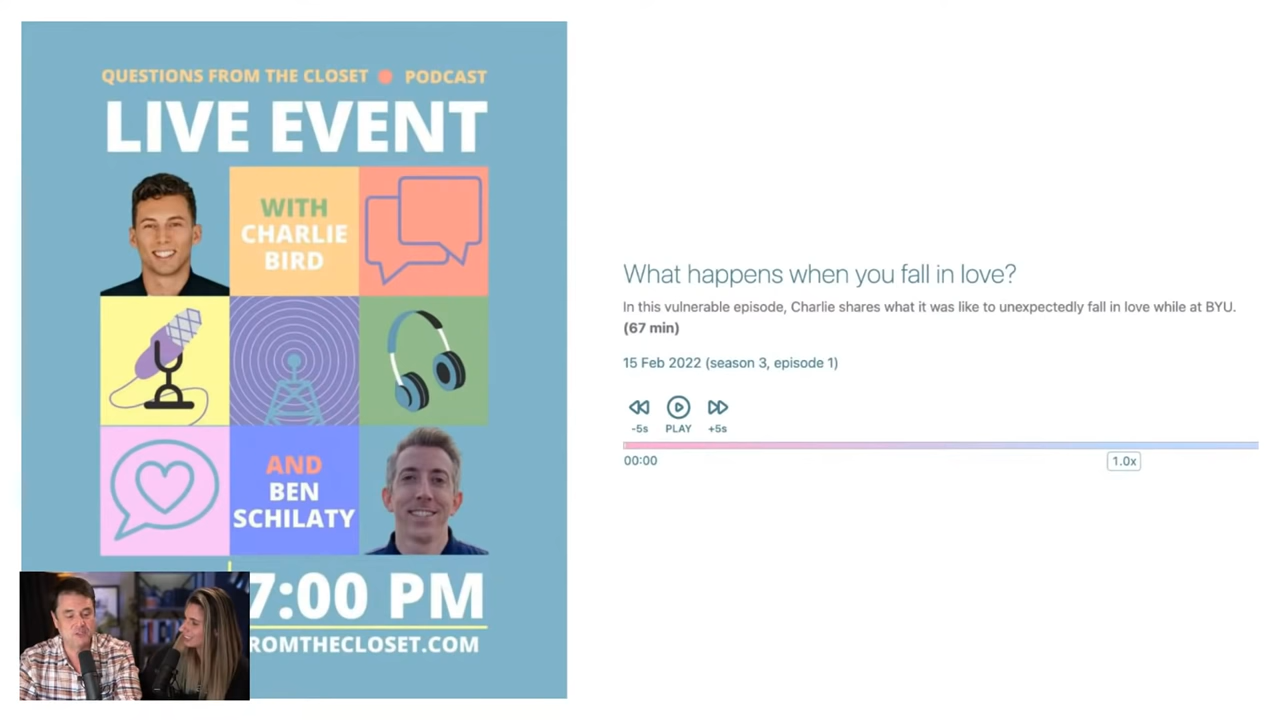 QUESTIONS FROM THE CLOSET PODCAST
LIVE EVENT
WITH
CHARLIE
BIRD
AND
BEN
SCHILATY
7:00 PM
ROMTHECLOSET.COM
What happens when you fall in love?
In this vulnerable episode, Charlie shares what it was like to unexpectedly fall in love while at BYU.
(67 min)
15 Feb 2022 (season 3, episode 1)
-5s PLAY +5s
00:00 1.0x